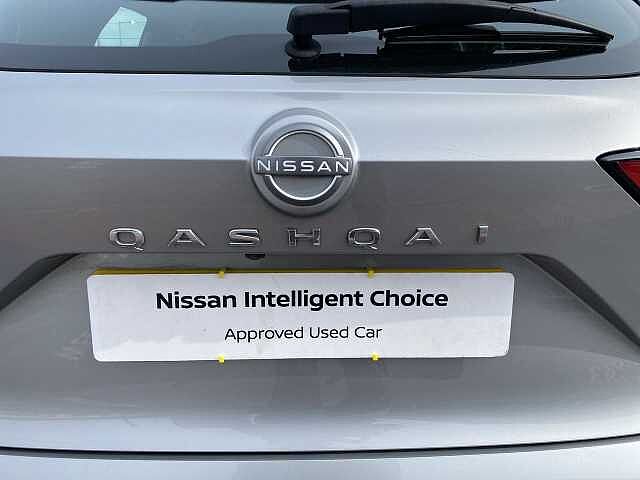 NISSAN
QASHQAI
Nissan Intelligent Choice
Approved Used Car